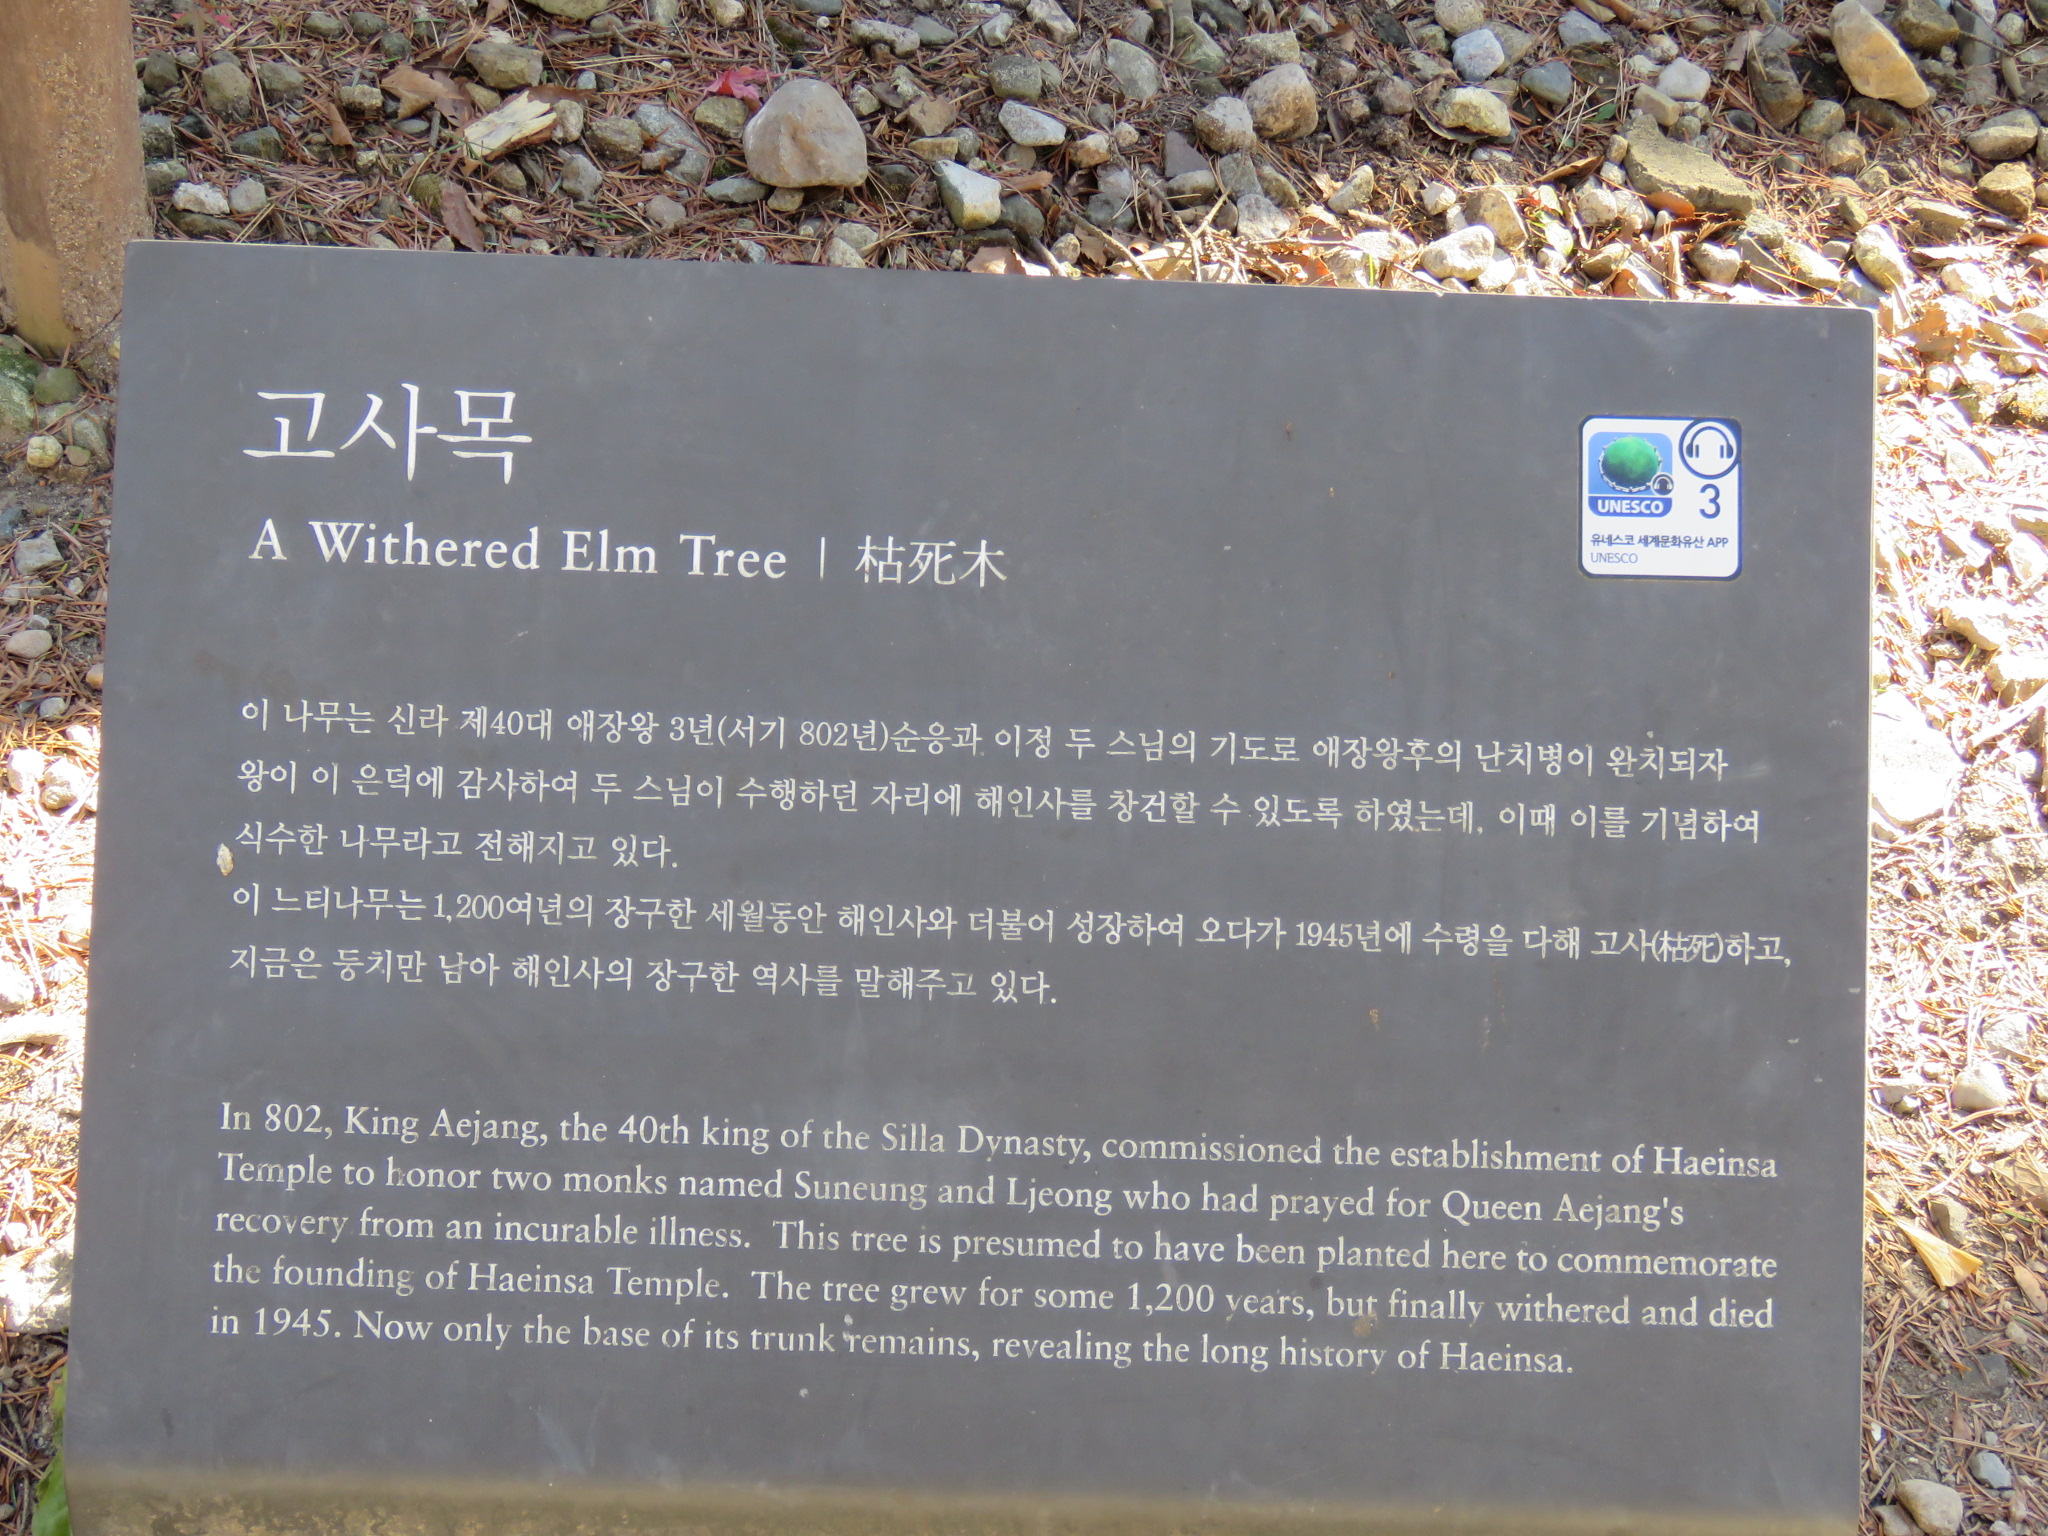 고사목
A Withered Elm Tree | 枯死木
UNESCO
3
유네스코 세계문화유산 APP
UNESCO
이 나무는 신라 제40대 애장왕 3년(서기 802년)순응과 이정 두 스님의 기도로 애장왕후의 난치병이 완치되자
왕이 이 은덕에 감사하여 두 스님이 수행하던 자리에 해인사를 창건할 수 있도록 하였는데, 이때 이를 기념하여
식수한 나무라고 전해지고 있다.
이 느티나무는 1,200여년의 장구한 세월동안 해인사와 더불어 성장하여 오다가 1945년에 수령을 다해 고사(枯死)하고,
지금은 둥치만 남아 해인사의 장구한 역사를 말해주고 있다.
In 802, King Aejang, the 40th king of the Silla Dynasty, commissioned the establishment of Haeinsa
Temple to honor two monks named Suneung and Ljeong who had prayed for Queen Aejang's
recovery from an incurable illness. This tree is presumed to have been planted here to commemorate
the founding of Haeinsa Temple. The tree grew for some 1,200 years, but finally withered and died
in 1945. Now only the base of its trunk remains, revealing the long history of Haeinsa.